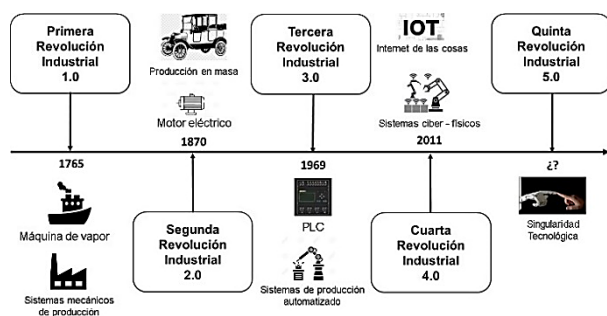 Primera
Revolución
Industrial
1.0
Producción en masa
Motor eléctrico
1870
Tercera
Revolución
Industrial
3.0
IOT
Internet de las cosas
Sistemas ciber - físicos
2011
Quinta
Revolución
Industrial
5.0
1765
Máquina de vapor
Sistemas mecánicos
de producción
Segunda
Revolución
Industrial
2.0
1969
PLC
Sistemas de producción
automatizado
Cuarta
Revolución
Industrial
4.0
¿?
Singularidad
Tecnológica